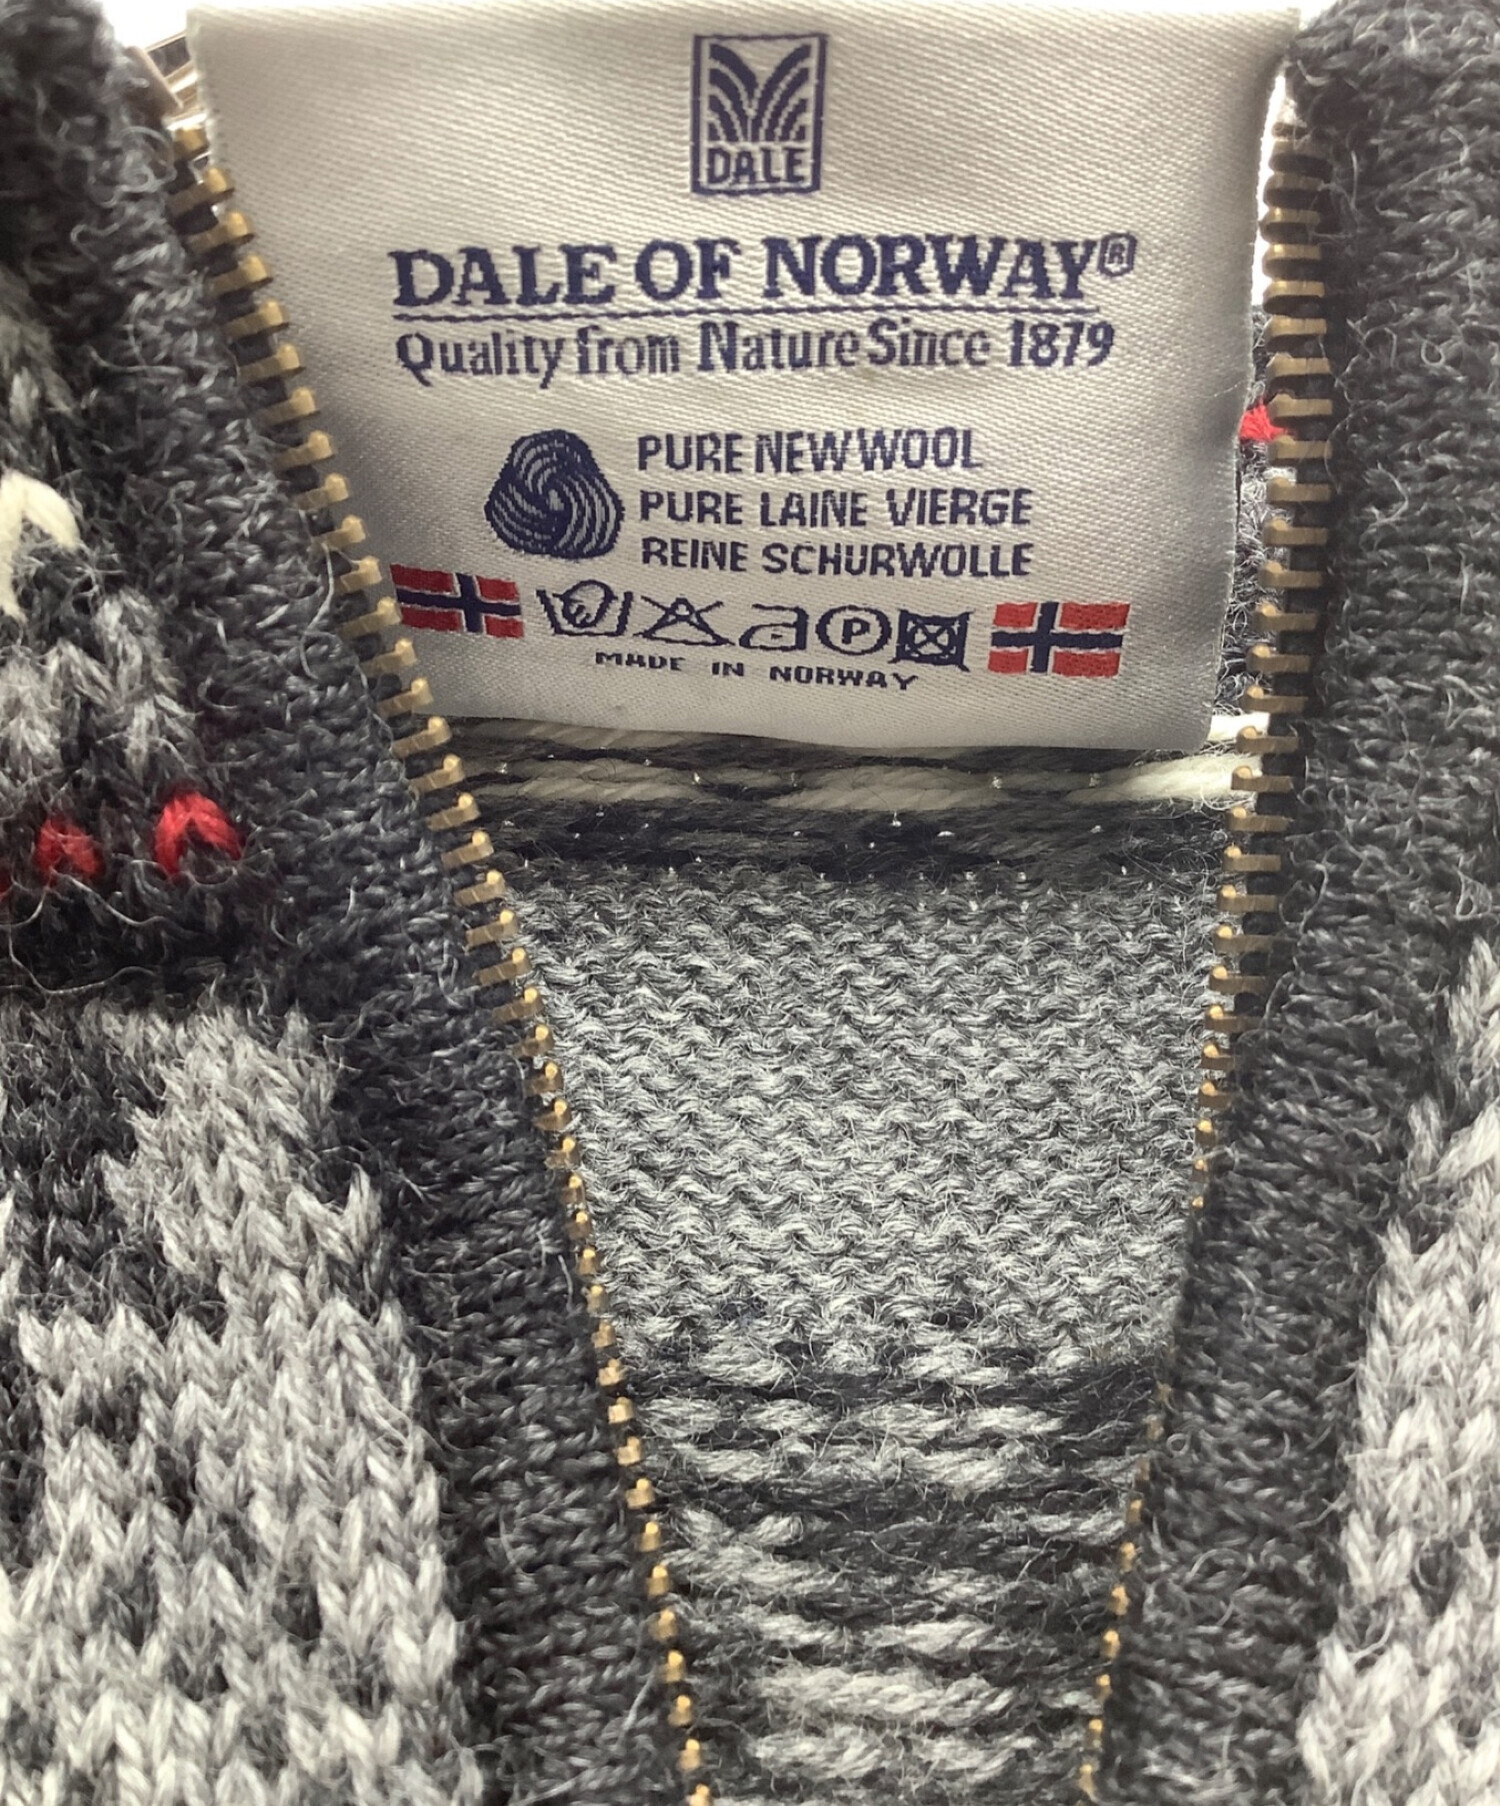 DALE
DALE OF NORWAY®
Quality from Nature Since 1879
PURE NEW WOOL
PURE LAINE VIERGE
REINE SCHURWOLLE
P
MADE IN NORWAY